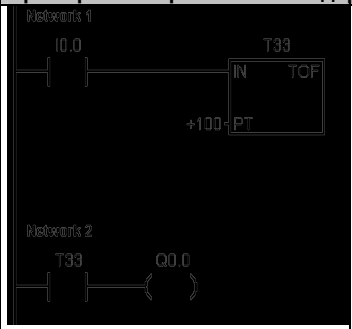 Network 1
I0.0 T33
IN TOF
+100 PT
Network 2
T33 Q0.0